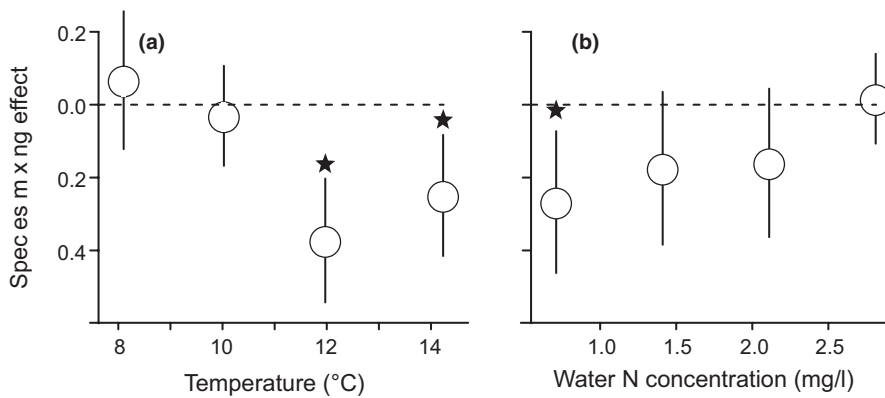 Spec es m x ng effect
(a)
0.2
0.0
0.2
0.4
8 10 12 14
Temperature (°C)
(b)
1.0 1.5 2.0 2.5
Water N concentration (mg/l)